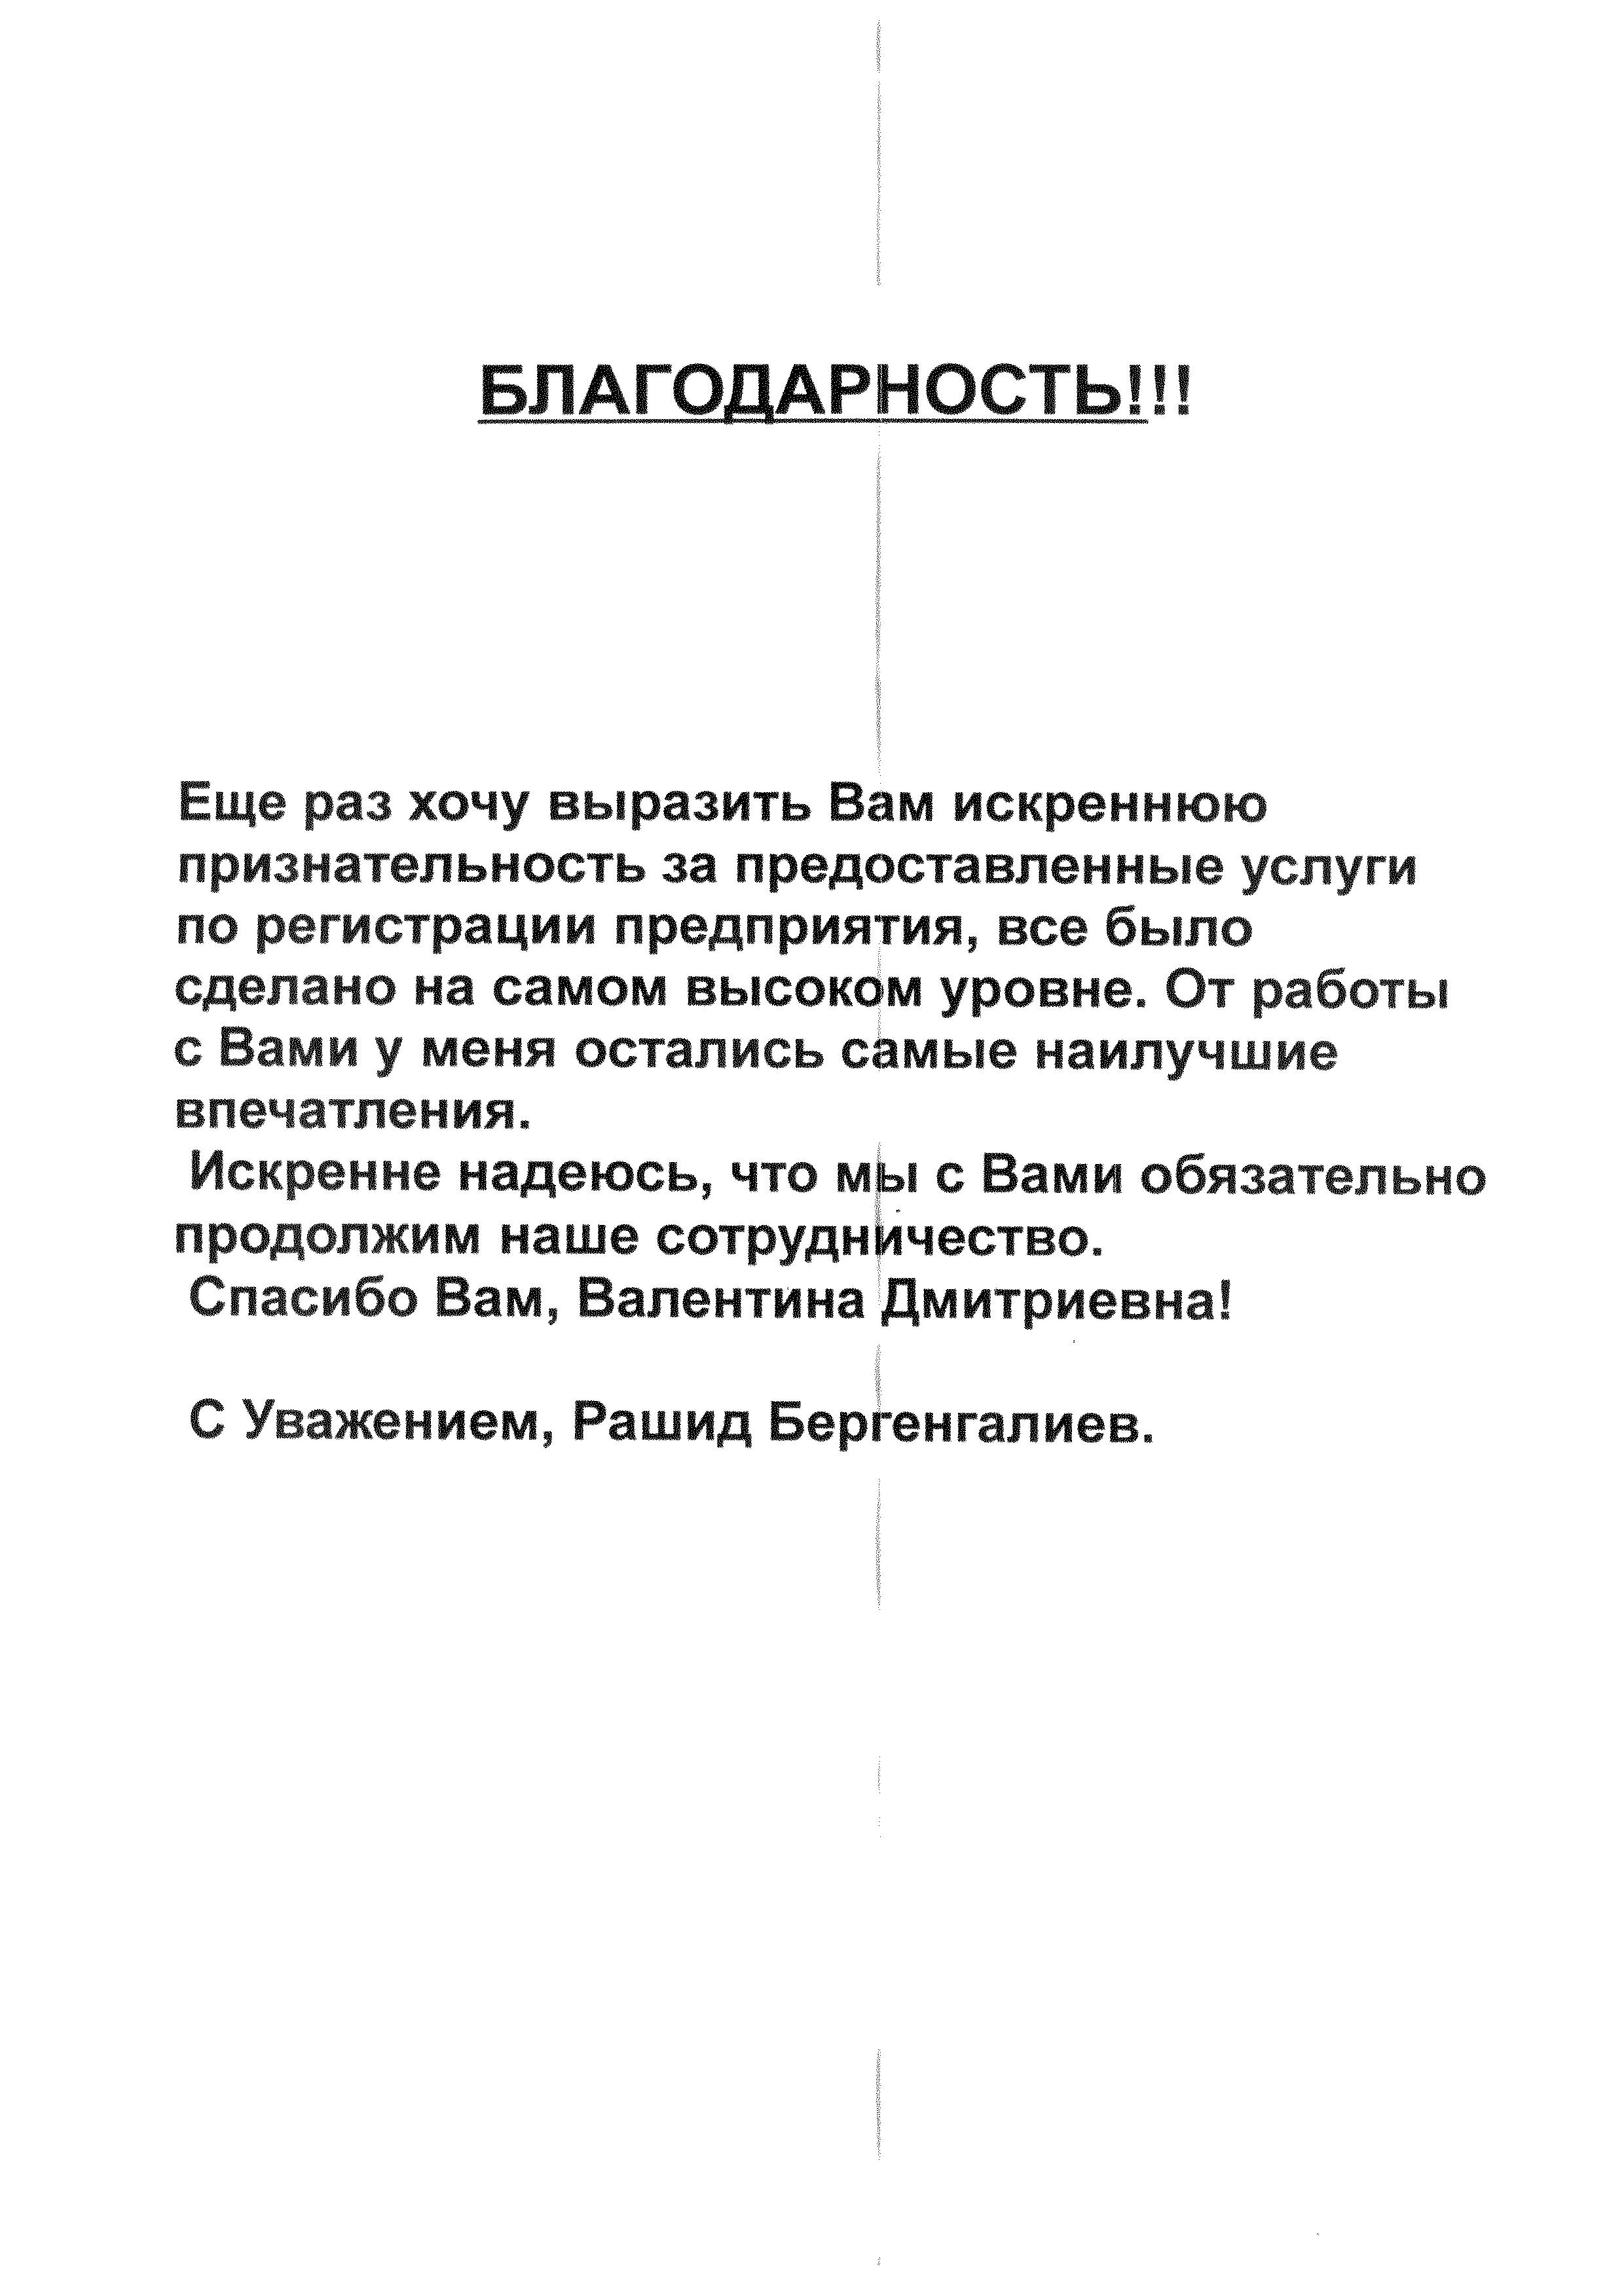 БЛАГОДАРНОСТЬ!!!
Еще раз хочу выразить Вам искреннюю
признательность за предоставленные услуги
по регистрации предприятия, все было
сделано на самом высоком уровне. От работы
с Вами у меня остались самые наилучшие
впечатления.
Искренне надеюсь, что мы с Вами обязательно
продолжим наше сотрудничество.
Спасибо Вам, Валентина Дмитриевна!
С Уважением, Рашид Бергенгалиев.